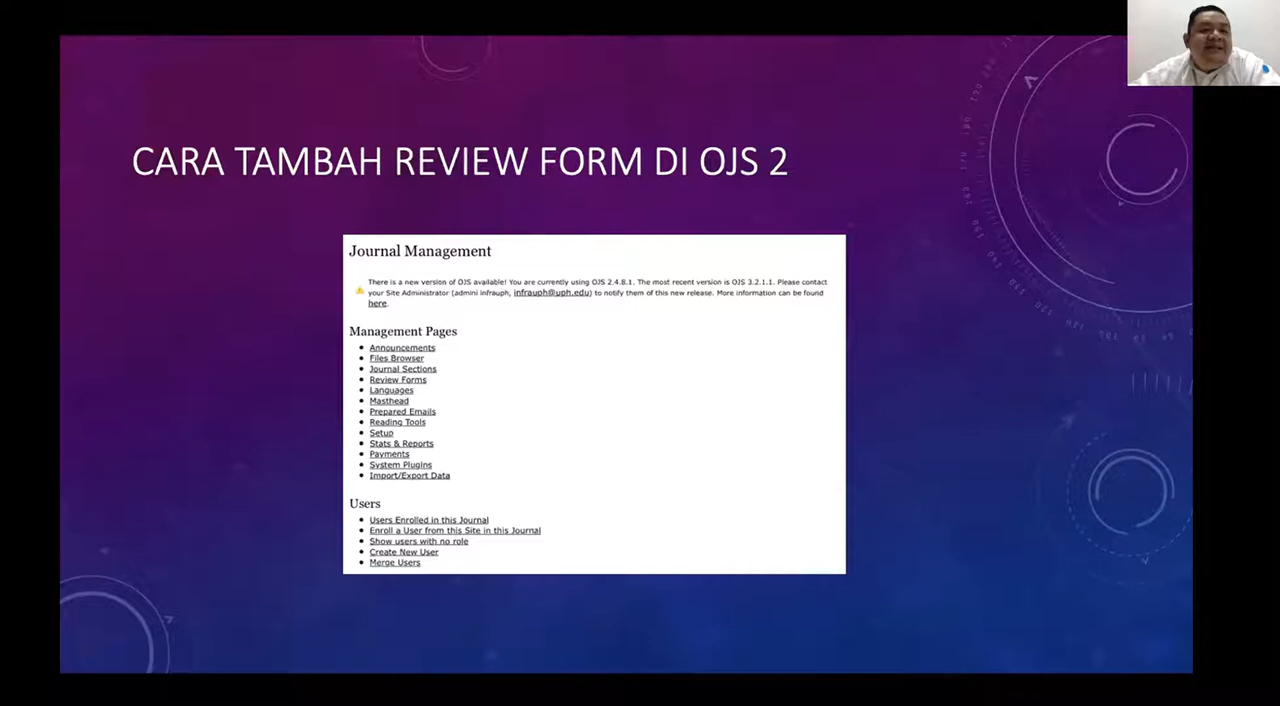 CARA TAMBAH REVIEW FORM DI OJS 2
Journal Management
There is a new version of OJS available! You are currently using OJS 2.4.8.1. The most recent version is OJS 3.2.1.1. Please contact
your Site Administrator (admini infrauph, infrauph@uph.edu) to notify them of this new release. More information can be found
here.
Management Pages
Announcements
Files Browser
Journal Sections
Review Forms
Languages
Masthead
Prepared Emails
Reading Tools
Setup
Stats & Reports
Payments
System Plugins
Import/Export Data
Users
Users Enrolled in this Journal
Enroll a User from this Site in this Journal
Show users with no role
Create New User
Merge Users